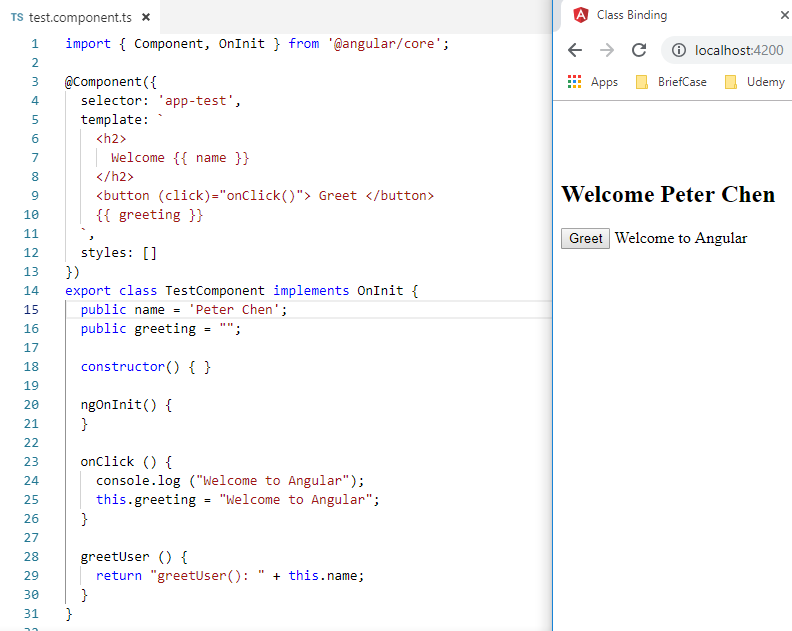 TS test.component.ts ×
1 import { Component, OnInit } from '@angular/core';
2
3 @Component({
4 selector: 'app-test',
5 template: `
6 <h2>
7 Welcome {{ name }}
8 </h2>
9 <button (click)="onClick()"> Greet </button>
10 {{ greeting }}
11 `,
12 styles: []
13 })
14 export class TestComponent implements OnInit {
15 public name = 'Peter Chen';
16 public greeting = "";
17
18 constructor() { }
19
20 ngOnInit() {
21 }
22
23 onClick () {
24 console.log ("Welcome to Angular");
25 this.greeting = "Welcome to Angular";
26 }
27
28 greetUser () {
29 return "greetUser(): " + this.name;
30 }
31 }
Class Binding ×
localhost:4200
Apps BriefCase Udemy
Welcome Peter Chen
Greet Welcome to Angular